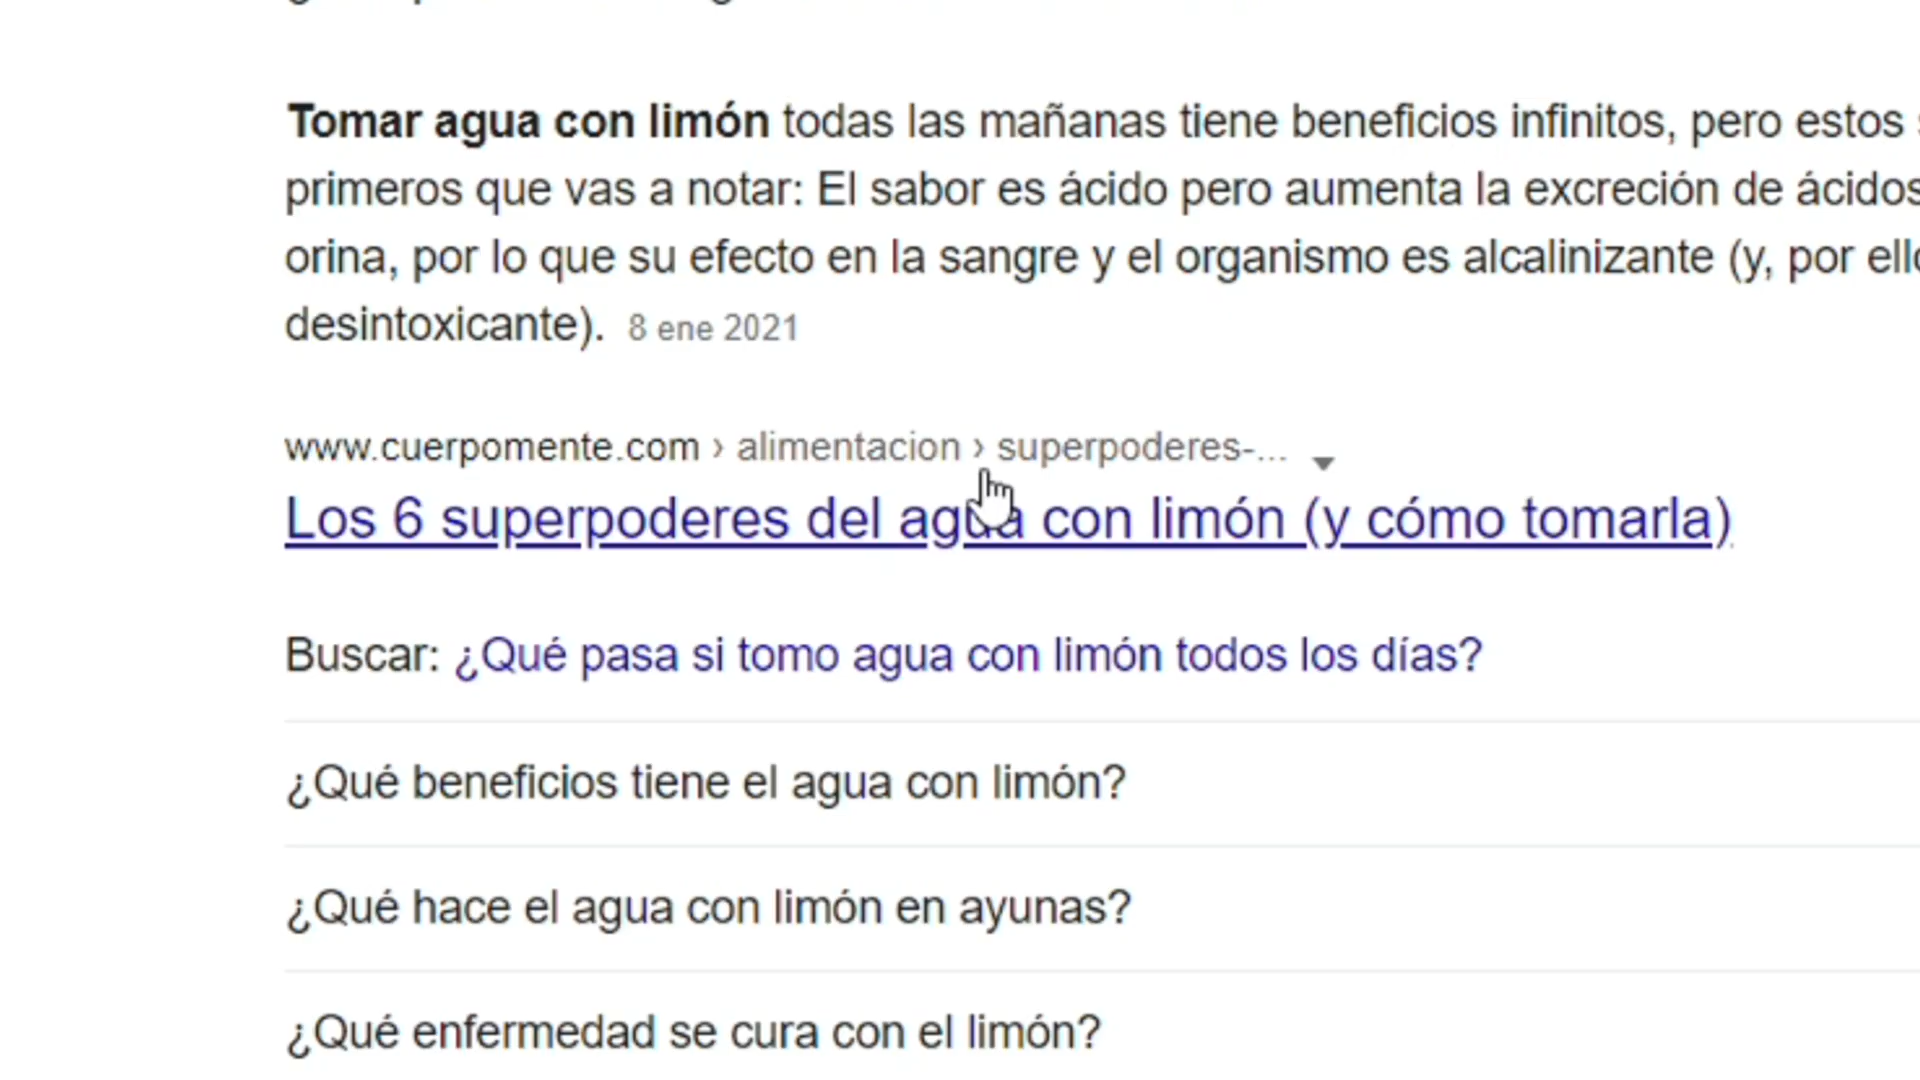 Tomar agua con limón todas las mañanas tiene beneficios infinitos, pero estos
primeros que vas a notar: El sabor es ácido pero aumenta la excreción de ácidos
orina, por lo que su efecto en la sangre y el organismo es alcalinizante (y, por ello
desintoxicante). 8 ene 2021
www.cuerpomente.com › alimentacion › superpoderes-...
Los 6 superpoderes del agua con limón (y cómo tomarla)
Buscar: ¿Qué pasa si tomo agua con limón todos los días?
¿Qué beneficios tiene el agua con limón?
¿Qué hace el agua con limón en ayunas?
¿Qué enfermedad se cura con el limón?